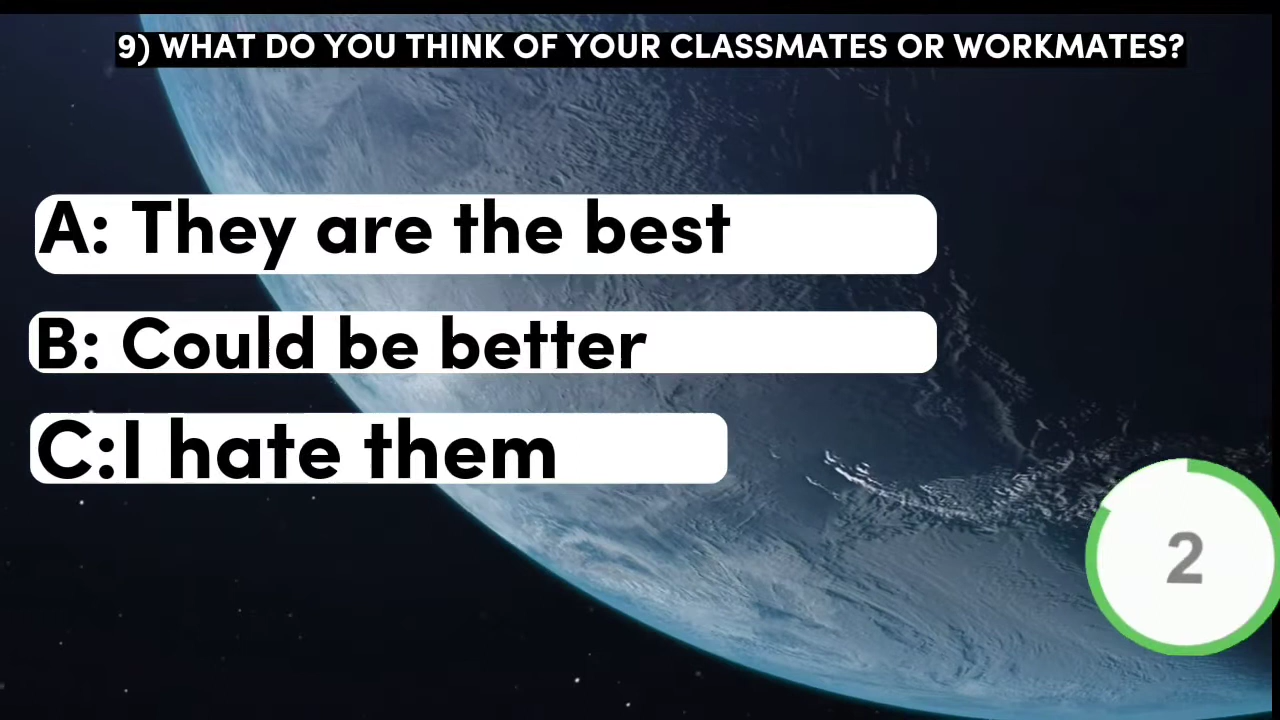 9) WHAT DO YOU THINK OF YOUR CLASSMATES OR WORKMATES?
A: They are the best
B: Could be better
C:I hate them
2